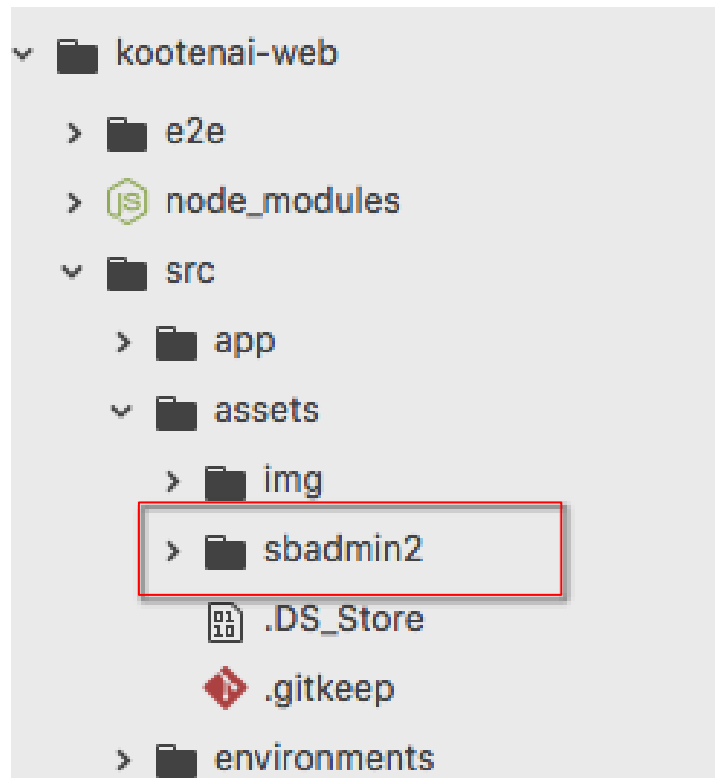 kootenai-web
e2e
node_modules
src
app
assets
img
sbadmin2
.DS_Store
.gitkeep
environments